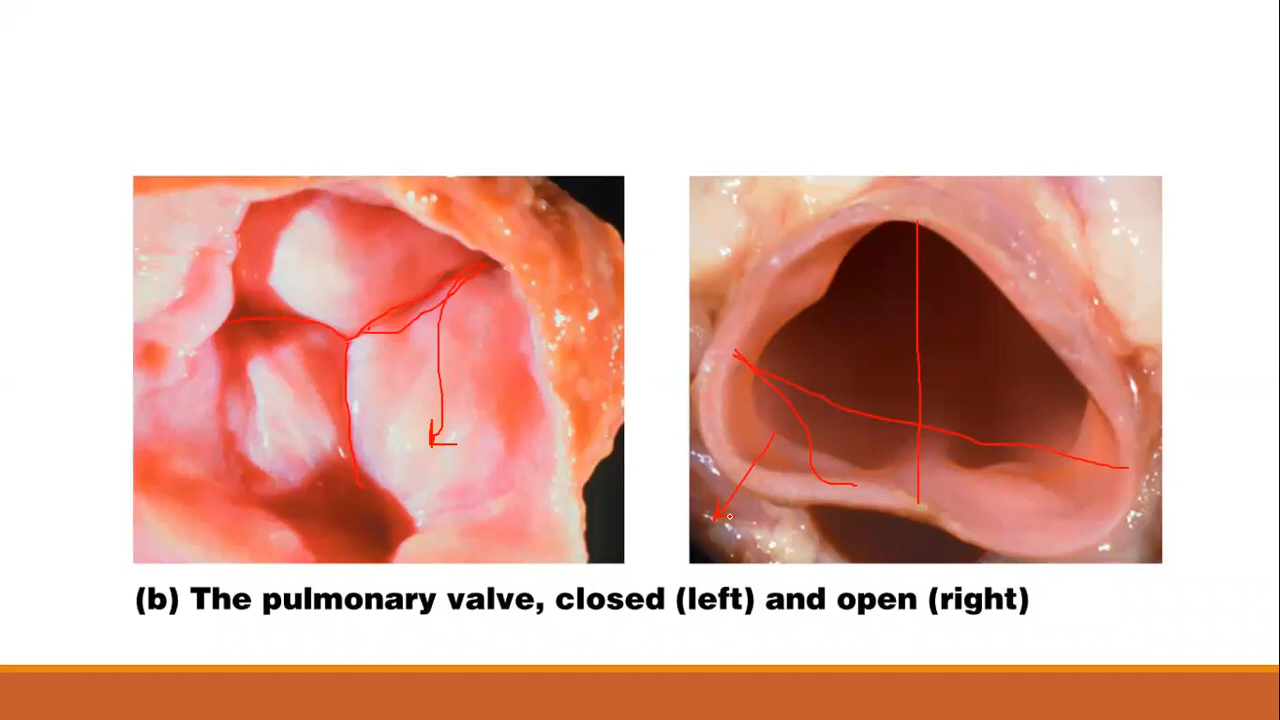 (b) The pulmonary valve, closed (left) and open (right)